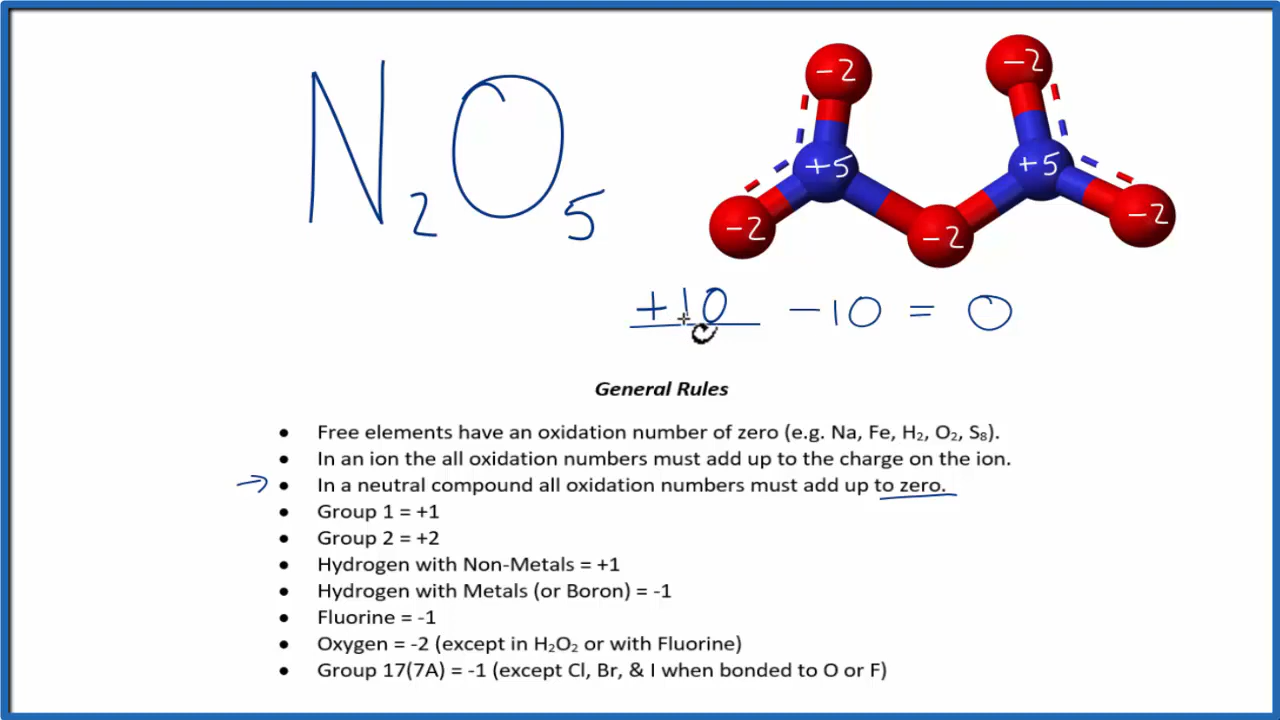 N2O5
-2 -2
+5 +5
-2 -2 -2
+10 -10 = 0
General Rules
• Free elements have an oxidation number of zero (e.g. Na, Fe, H₂, O₂, S₈).
• In an ion the all oxidation numbers must add up to the charge on the ion.
→ • In a neutral compound all oxidation numbers must add up to zero.
• Group 1 = +1
• Group 2 = +2
• Hydrogen with Non-Metals = +1
• Hydrogen with Metals (or Boron) = -1
• Fluorine = -1
• Oxygen = -2 (except in H₂O₂ or with Fluorine)
• Group 17(7A) = -1 (except Cl, Br, & I when bonded to O or F)